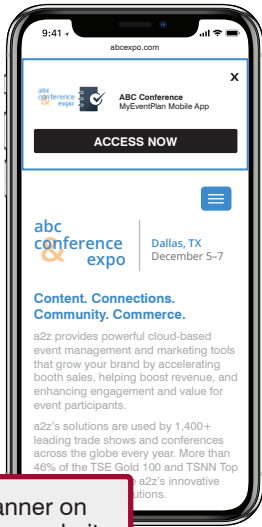 9:41
abcexpo.com
x
abc
conference
& expo
ABC Conference
MyEventPlan Mobile App
ACCESS NOW
abc
conference
& expo
Dallas, TX
December 5–7
Content. Connections.
Community. Commerce.
a2z provides powerful cloud-based
event management and marketing tools
that grow your brand by accelerating
booth sales, helping boost revenue, and
enhancing engagement and value for
event participants.
a2z's solutions are used by 1,400+
leading trade shows and conferences
across the globe every year. More than
46% of the TSE Gold 100 and TSNN Top
a2z's innovative
anner on